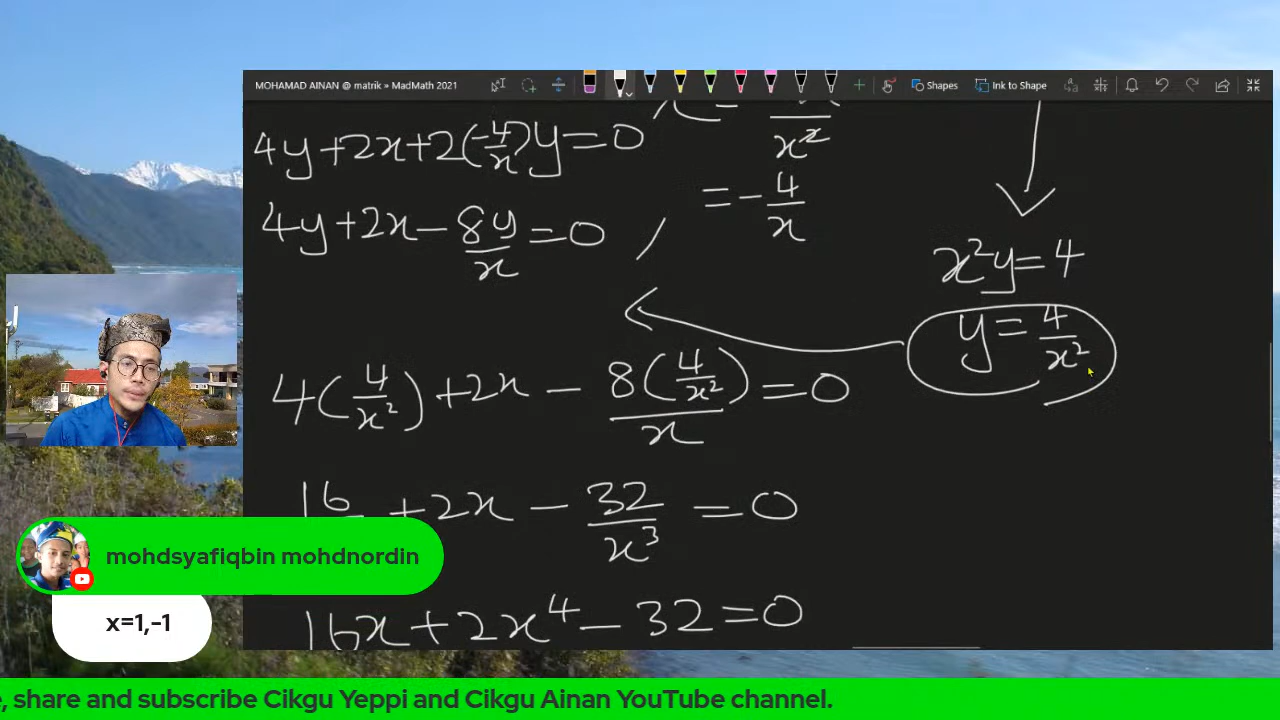 MOHAMAD AINAN @ matrik » MadMath 2021
Shapes
Ink to Shape
4y+2x+2(-4/x)y=0
x²
4y+2x-8y/x=0
=-4/x
x²y=4
y=4/x²
4(4/x²)+2x-8(4/x²)/x=0
16 +2x-32/x³=0
16x+2x⁴-32=0
mohdsyafiqbin mohdnordin
x=1,-1
, share and subscribe Cikgu Yeppi and Cikgu Ainan YouTube channel.